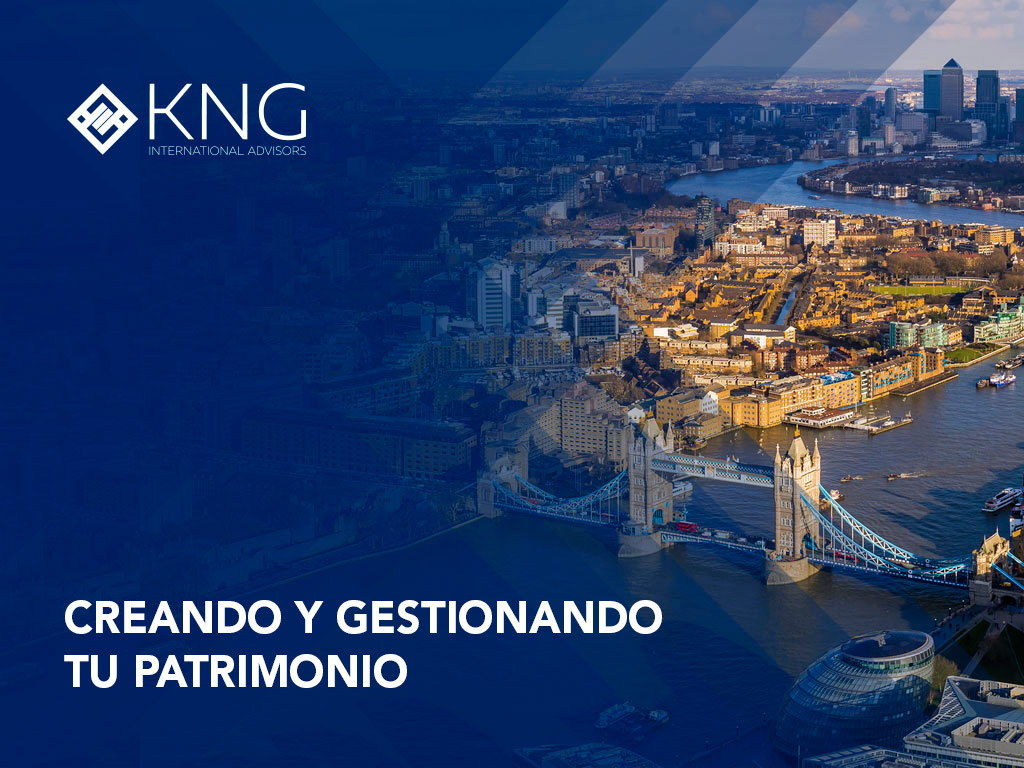 KNG
INTERNATIONAL ADVISORS
CREANDO Y GESTIONANDO
TU PATRIMONIO